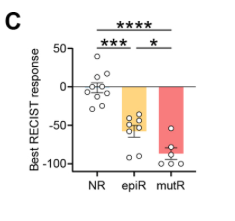 C
****
*** *
50
0
-50
-100
Best RECIST response
NR epiR mutR